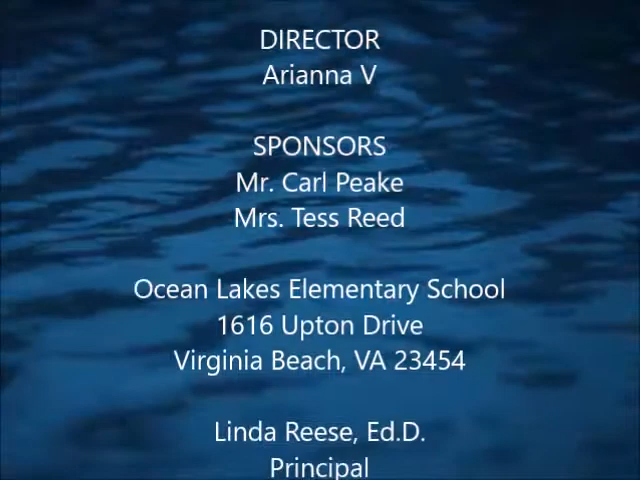 DIRECTOR
Arianna V
SPONSORS
Mr. Carl Peake
Mrs. Tess Reed
Ocean Lakes Elementary School
1616 Upton Drive
Virginia Beach, VA 23454
Linda Reese, Ed.D.
Principal